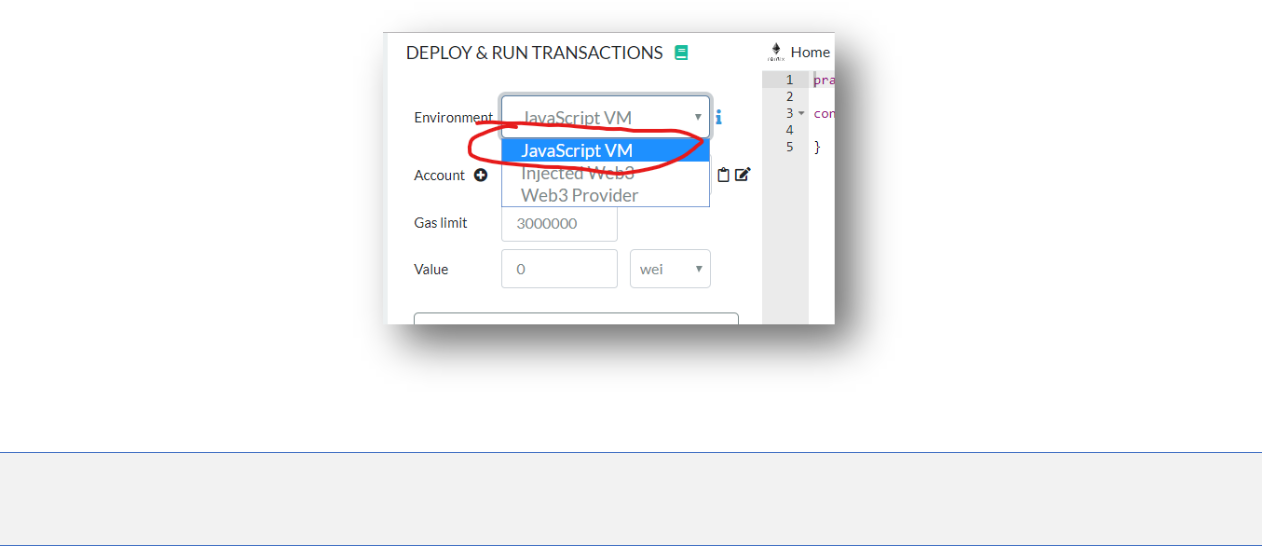 DEPLOY & RUN TRANSACTIONS
Home
Environment
JavaScript VM
JavaScript VM
Injected Web3
Web3 Provider
Account
Gas limit
3000000
Value
0
wei
1 pra
2
3 con
4
5 }